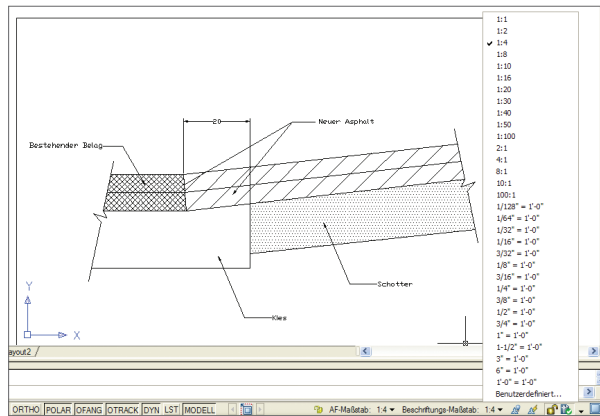 1:1
1:2
1:4
1:8
1:10
1:16
1:20
1:30
1:40
1:50
1:100
2:1
4:1
8:1
10:1
100:1
1/128" = 1'-0"
1/64" = 1'-0"
1/32" = 1'-0"
1/16" = 1'-0"
3/32" = 1'-0"
1/8" = 1'-0"
3/16" = 1'-0"
1/4" = 1'-0"
3/8" = 1'-0"
1/2" = 1'-0"
3/4" = 1'-0"
1" = 1'-0"
1-1/2" = 1'-0"
3" = 1'-0"
6" = 1'-0"
1'-0" = 1'-0"
Benutzerdefiniert...
20
Neuer Asphalt
Bestehender Belag
Schotter
Kies
Y
X
ayout2
ORTHO POLAR OFANG OTRACK DYN LST MODELL AF-Maßstab: 1:4 Beschriftungs-Maßstab: 1:4